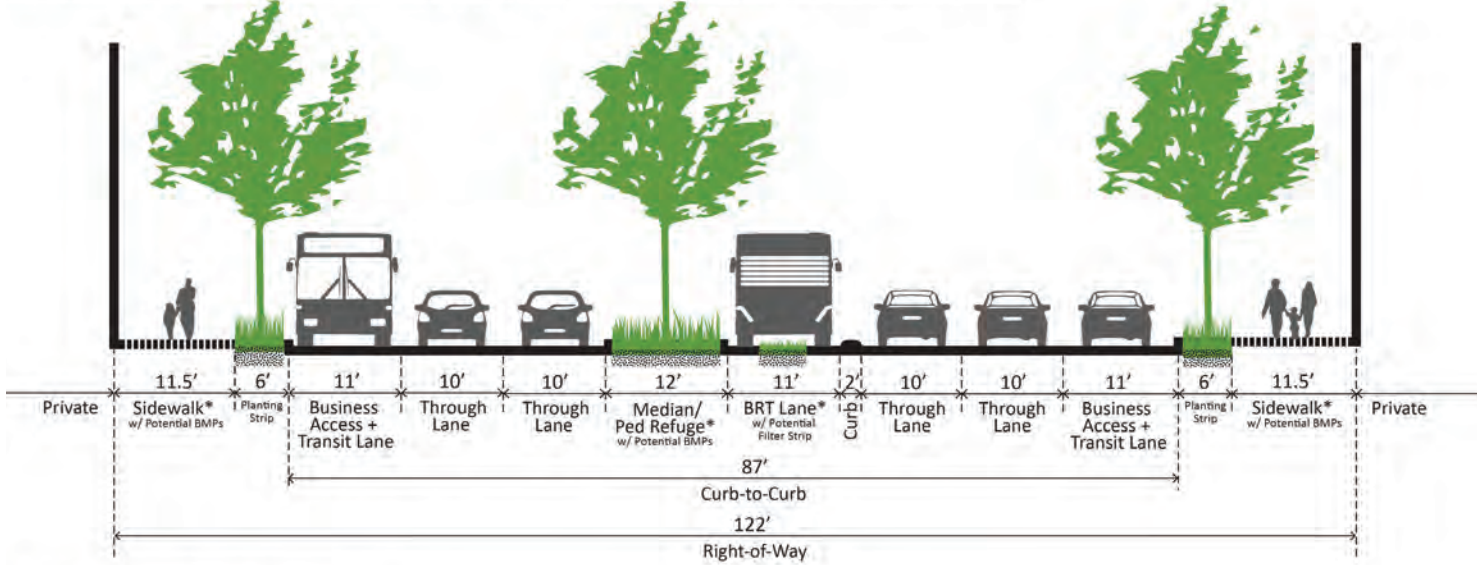 11.5’ 6’ 11’ 10’ 10’ 12’ 11’ 2’ 10’ 10’ 11’ 6’ 11.5’
Private
Sidewalk*
w/ Potential BMPs
Planting
Strip
Business
Access +
Transit Lane
Through
Lane
Through
Lane
Median/
Ped Refuge*
w/ Potential BMPs
BRT Lane*
w/ Potential
Filter Strip
Curb
Through
Lane
Through
Lane
Business
Access +
Transit Lane
Planting
Strip
Sidewalk*
w/ Potential BMPs
Private
87’
Curb-to-Curb
122’
Right-of-Way